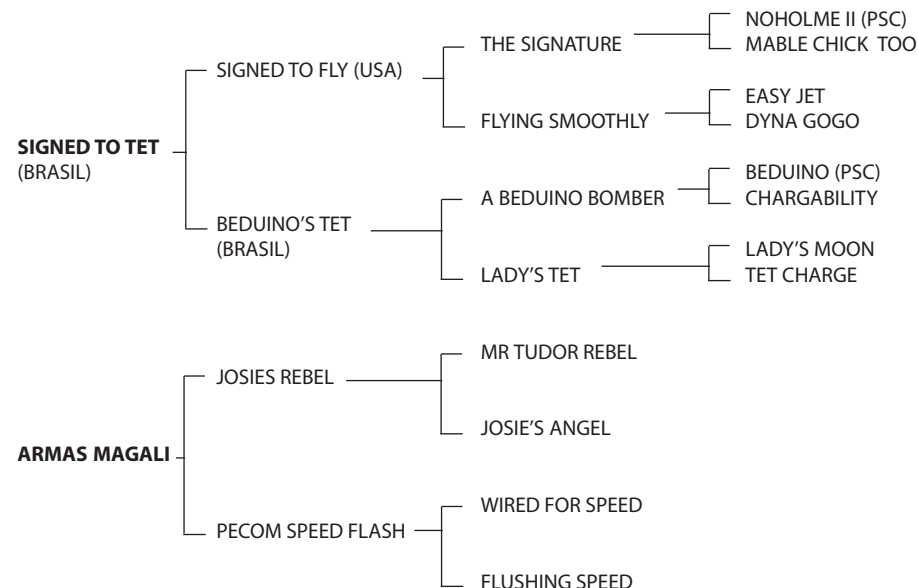 NOHOLME II (PSC)
THE SIGNATURE
MABLE CHICK TOO
SIGNED TO FLY (USA)
EASY JET
FLYING SMOOTHLY
DYNA GOGO
SIGNED TO TET
(BRASIL)
BEDUINO (PSC)
A BEDUINO BOMBER
CHARGABILITY
BEDUINO’S TET
(BRASIL)
LADY’S MOON
LADY’S TET
TET CHARGE
MR TUDOR REBEL
JOSIES REBEL
JOSIE’S ANGEL
ARMAS MAGALI
WIRED FOR SPEED
PECOM SPEED FLASH
FLUSHING SPEED